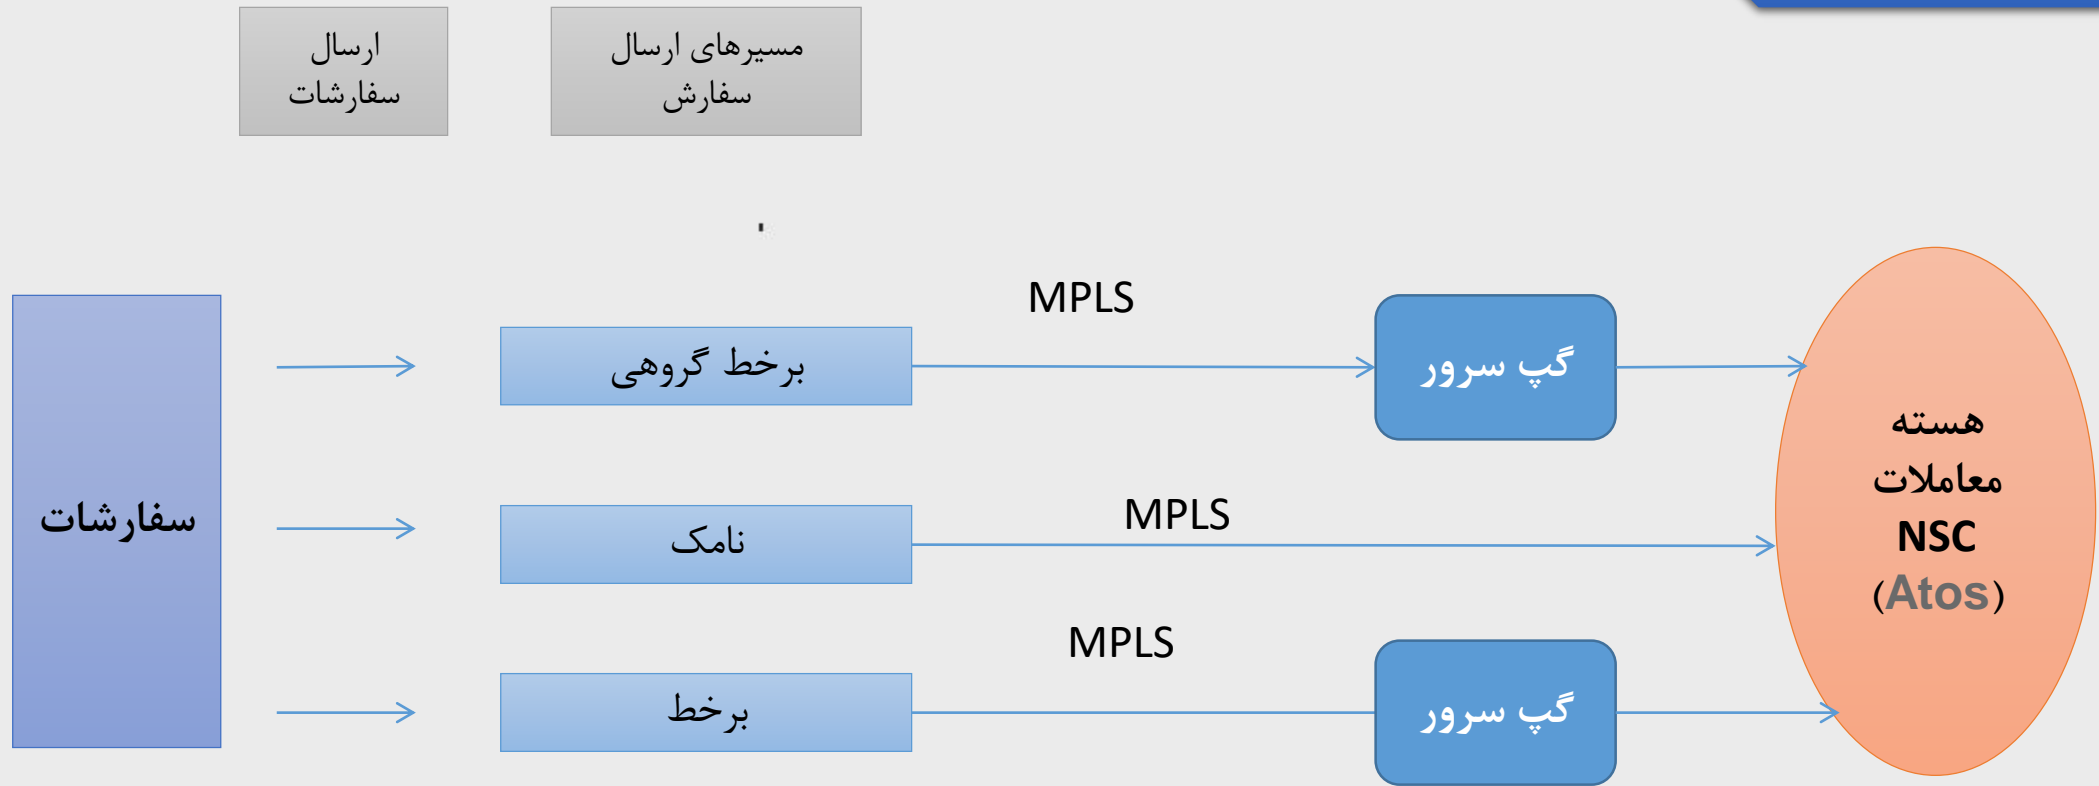 ارسال
سفارشات
مسیرهای ارسال
سفارش
سفارشات
برخط گروهی
MPLS
گپ سرور
نامک
MPLS
برخط
MPLS
گپ سرور
هسته
معاملات
NSC
(Atos)